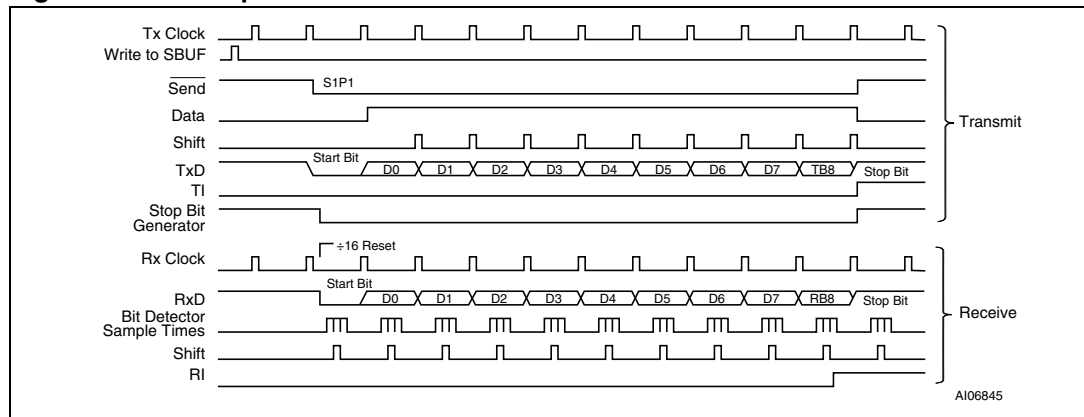 Tx Clock
Write to SBUF
Send
S1P1
Data
Shift
TxD
Start Bit
D0 D1 D2 D3 D4 D5 D6 D7 TB8
Stop Bit
TI
Stop Bit
Generator
Transmit
÷16 Reset
Rx Clock
RxD
Start Bit
D0 D1 D2 D3 D4 D5 D6 D7 RB8
Stop Bit
Bit Detector
Sample Times
Shift
RI
Receive
AI06845